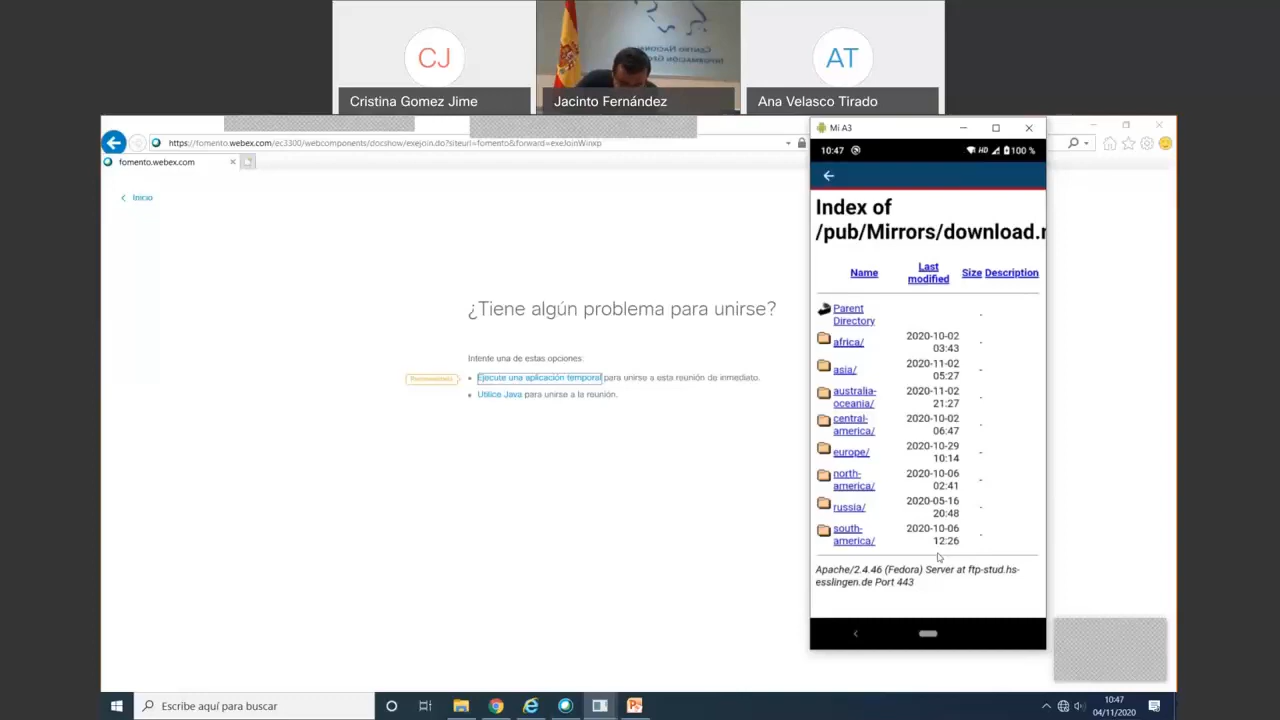 CJ
AT
CENTRO NACIONAL
INFORMACIÓN GEOG
Cristina Gomez Jime
Jacinto Fernández
Ana Velasco Tirado
https://fomento.webex.com/ec3300/webcomponents/docshow/exejoin.do?siteurl=fomento&forward=exeJoinWinxp
fomento.webex.com
Inicio
¿Tiene algún problema para unirse?
Intente una de estas opciones.
Recomendado
Ejecute una aplicación temporal para unirse a esta reunión de inmediato.
Utilice Java para unirse a la reunión.
Mi A3
10:47
HD
100 %
Index of
/pub/Mirrors/download.
Name
Last
modified
Size
Description
Parent
Directory
-
africa/
2020-10-02
03:43
-
asia/
2020-11-02
05:27
-
australia-
oceania/
2020-11-02
21:27
-
central-
america/
2020-10-02
06:47
-
europe/
2020-10-29
10:14
-
north-
america/
2020-10-06
02:41
-
russia/
2020-05-16
20:48
-
south-
america/
2020-10-06
12:26
-
Apache/2.4.46 (Fedora) Server at ftp-stud.hs-
esslingen.de Port 443
Escribe aquí para buscar
10:47
04/11/2020